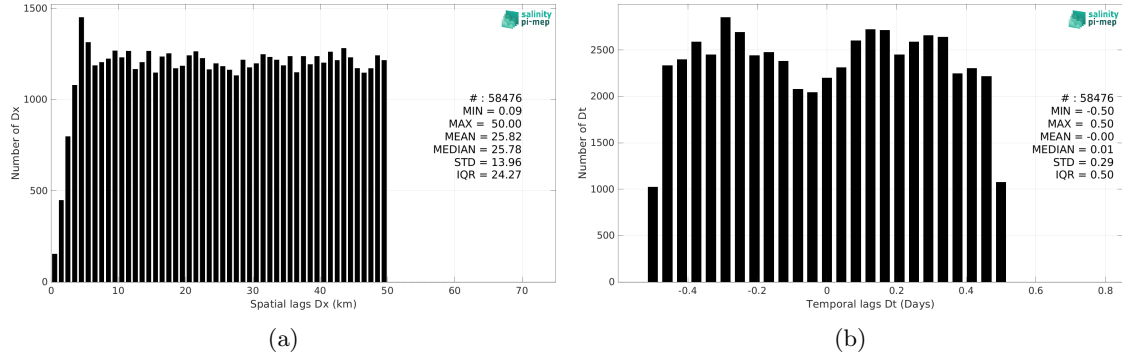 1500
1000
500
0
0
10
20
30
40
50
60
70
Number of Dx
Spatial lags Dx (km)
salinity
pi-mep
# : 58476
MIN = 0.09
MAX = 50.00
MEAN = 25.82
MEDIAN = 25.78
STD = 13.96
IQR = 24.27
(a)
2500
2000
1500
1000
500
0
-0.4
-0.2
0
0.2
0.4
0.6
0.8
Number of Dt
Temporal lags Dt (Days)
salinity
pi-mep
# : 58476
MIN = -0.50
MAX = 0.50
MEAN = -0.00
MEDIAN = 0.01
STD = 0.29
IQR = 0.50
(b)